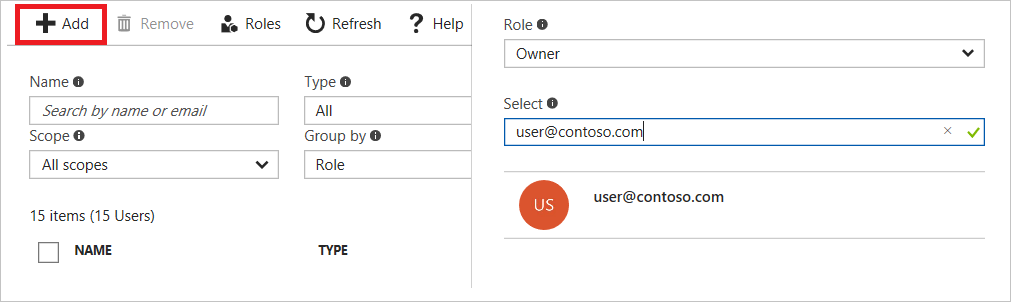 Add Remove Roles Refresh Help
Name Type
Search by name or email All
Scope Group by
All scopes Role
15 items (15 Users)
NAME TYPE
Role
Owner
Select
user@contoso.com
US user@contoso.com